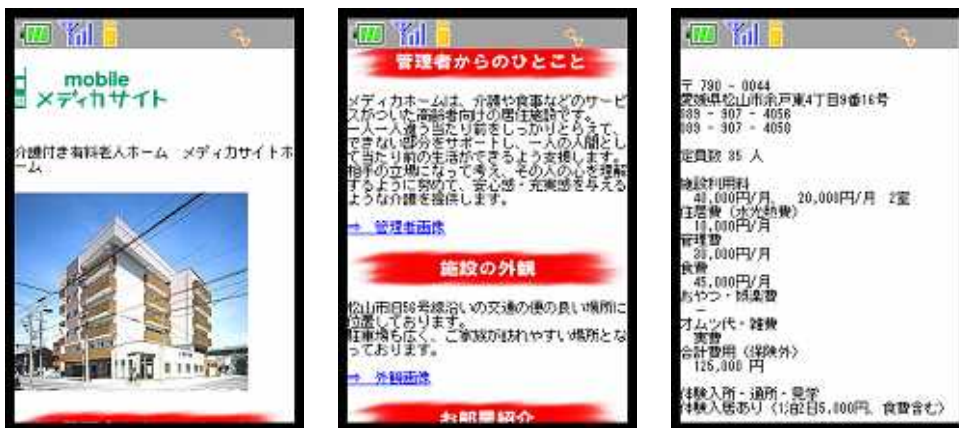 mobile
メディカサイト
介護付き有料老人ホーム　メディカサイトホ
ーム
管理者からのひとこと
メディカホームは、介護や食事などのサービ
スがついた高齢者向けの居住施設です。
一人一人違う当たり前をしっかりとらえて、
できない部分をサポートし、一人の人間とし
て当たり前の生活ができるよう支援します。
相手の立場になって考え、その人の心を理解
するように努めて、安心感・充実感を与える
ような介護を提供します。
⇒ 管理者画像
施設の外観
松山市旧56号線沿いの交通の便の良い場所に
位置しております。
駐車場も広く、ご家族が訪れやすい場所とな
っております。
⇒ 外観画像
お部屋紹介
〒 790 - 0044
愛媛県松山市余戸東4丁目9番16号
089 - 907 - 4056
089 - 907 - 4050
定員数 35 人
施設利用料
40,000円/月、 20,000円/月 2室
住居費（水光熱費）
10,000円/月
管理費
30,000円/月
食費
45,000円/月
おやつ・娯楽費
－
オムツ代・雑費
実費
合計費用（保険外）
125,000 円
体験入所・通所・見学
体験入居あり（1泊2日5,000円、食費含む）